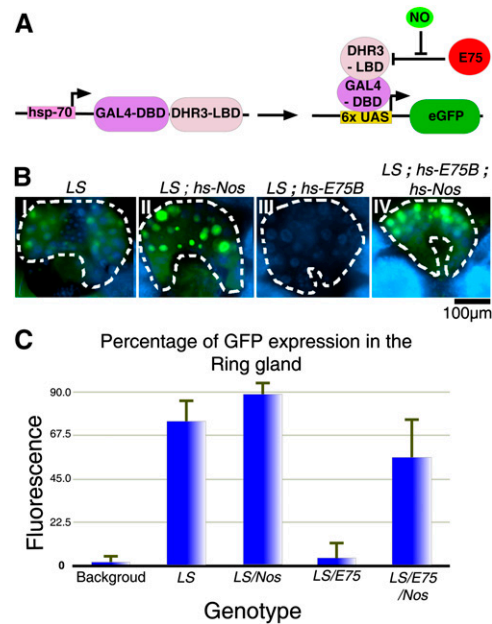 A
NO
DHR3
-LBD
E75
hsp-70
GAL4-DBD
DHR3-LBD
GAL4
-DBD
6x UAS
eGFP
B
LS
LS ; hs-Nos
LS ; hs-E75B
LS ; hs-E75B ;
hs-Nos
I
II
III
IV
100μm
C
Percentage of GFP expression in the
Ring gland
Fluorescence
90.0
67.5
45.0
22.5
0
Backgroud
LS
LS/Nos
LS/E75
LS/E75
/Nos
Genotype